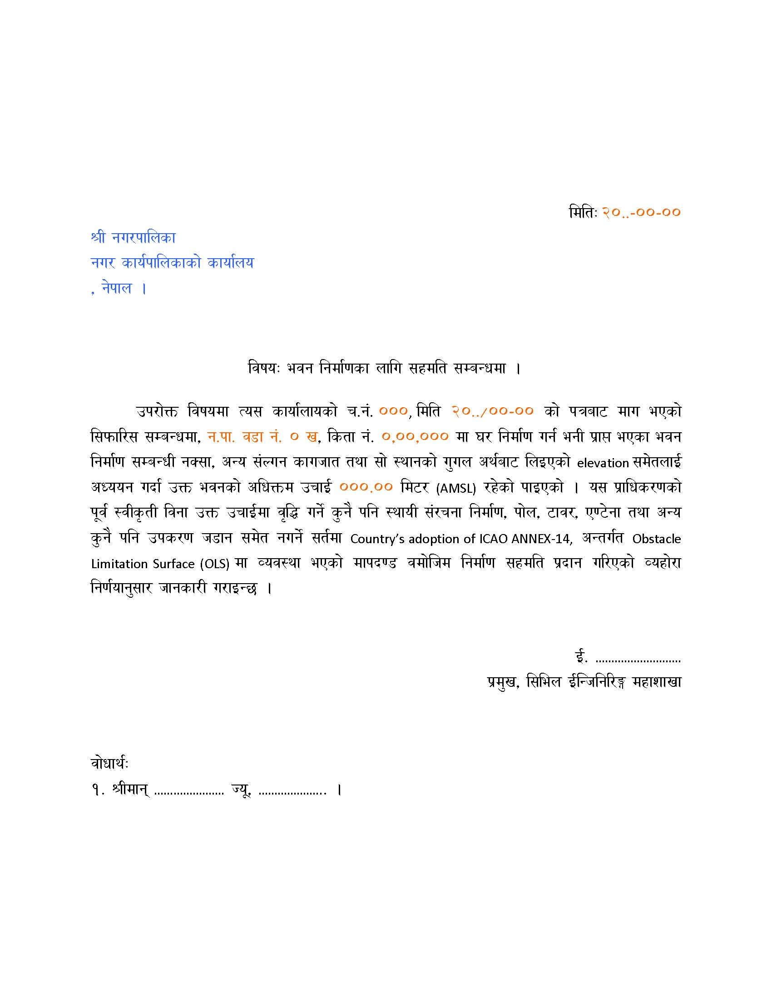 मितिः २०..-००-००
श्री नगरपालिका
नगर कार्यपालिकाको कार्यालय
, नेपाल ।
विषयः भवन निर्माणका लागि सहमति सम्बन्धमा ।
उपरोक्त विषयमा त्यस कार्यालायको च.नं. ०००, मिति २०../००-०० को पत्रबाट माग भएको
सिफारिस सम्बन्धमा, न.पा. वडा नं. ० ख, किता नं. ०,००,००० मा घर निर्माण गर्न भनी प्राप्त भएका भवन
निर्माण सम्बन्धी नक्सा, अन्य संल्गन कागजात तथा सो स्थानको गुगल अर्थबाट लिइएको elevation समेतलाई
अध्ययन गर्दा उक्त भवनको अधिक्तम उचाई ०००.०० मिटर (AMSL) रहेको पाइएको । यस प्राधिकरणको
पूर्व स्वीकृती विना उक्त उचाईमा वृद्धि गर्ने कुनै पनि स्थायी संरचना निर्माण, पोल, टावर, एण्टेना तथा अन्य
कुनै पनि उपकरण जडान समेत नगर्ने सर्तमा Country’s adoption of ICAO ANNEX-14, अन्तर्गत Obstacle
Limitation Surface (OLS) मा व्यवस्था भएको मापदण्ड वमोजिम निर्माण सहमति प्रदान गरिएको व्यहोरा
निर्णयानुसार जानकारी गराइन्छ ।
ई. ...........................
प्रमुख, सिभिल ईन्जिनिरिङ्ग महाशाखा
वोधार्थः
१. श्रीमान् ...................... ज्यू, ..................... ।